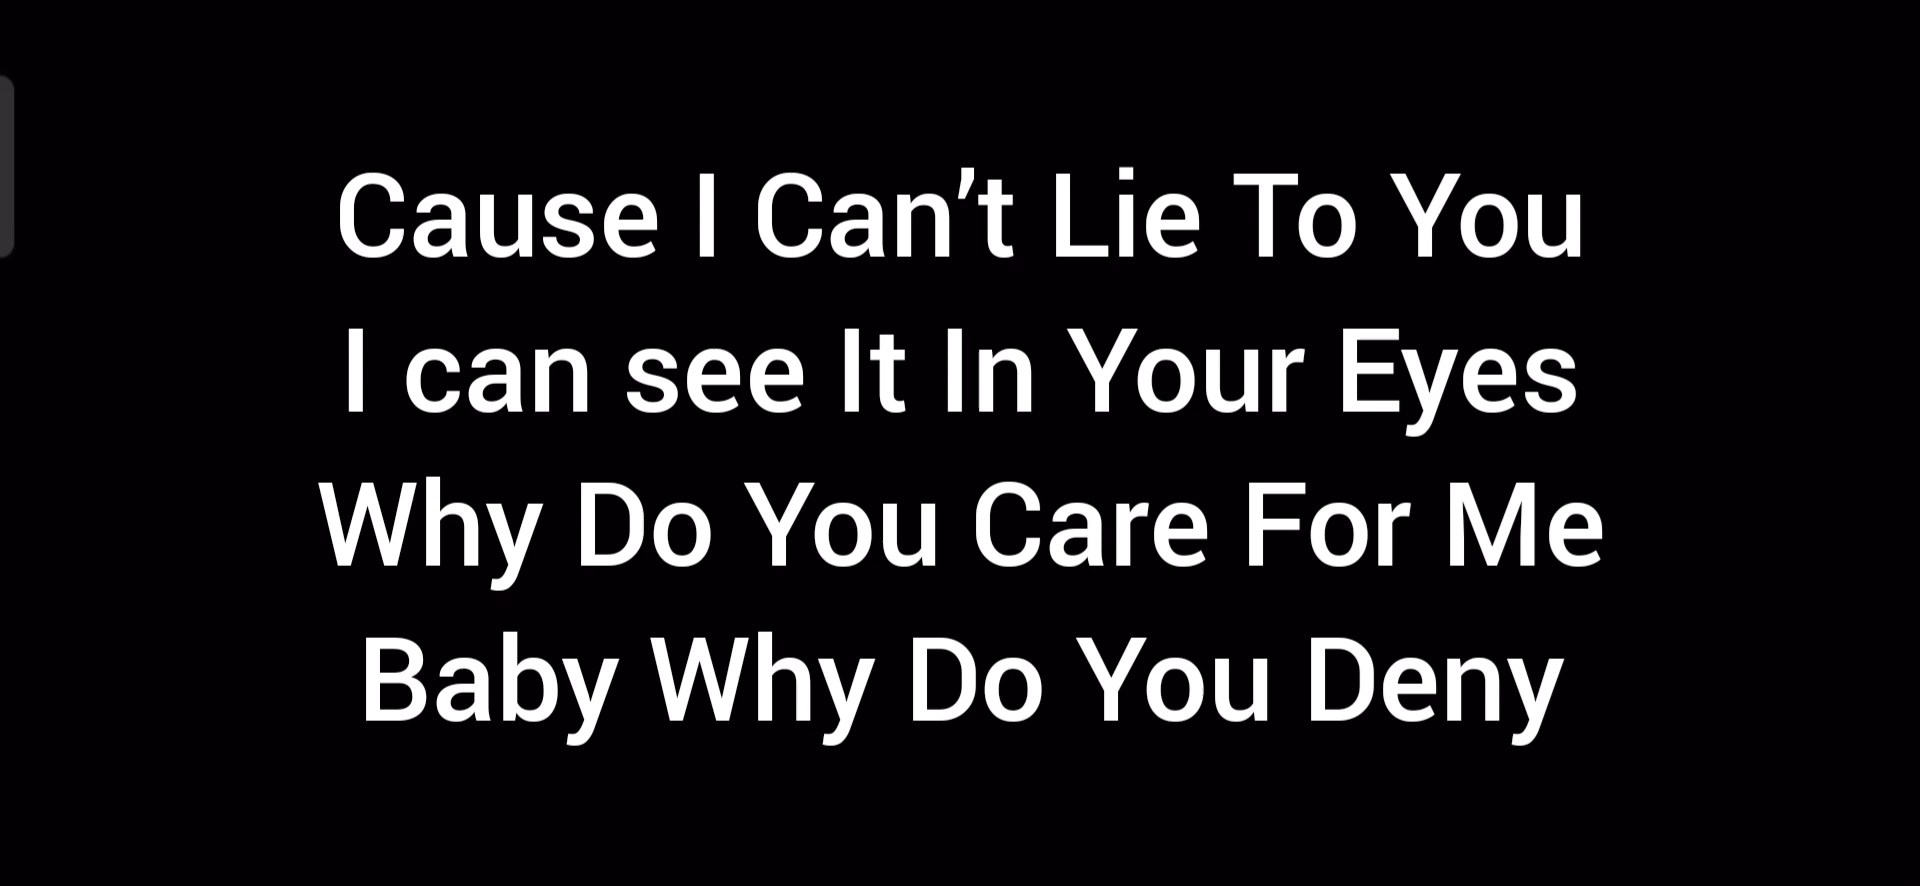 Cause I Can’t Lie To You
I can see It In Your Eyes
Why Do You Care For Me
Baby Why Do You Deny